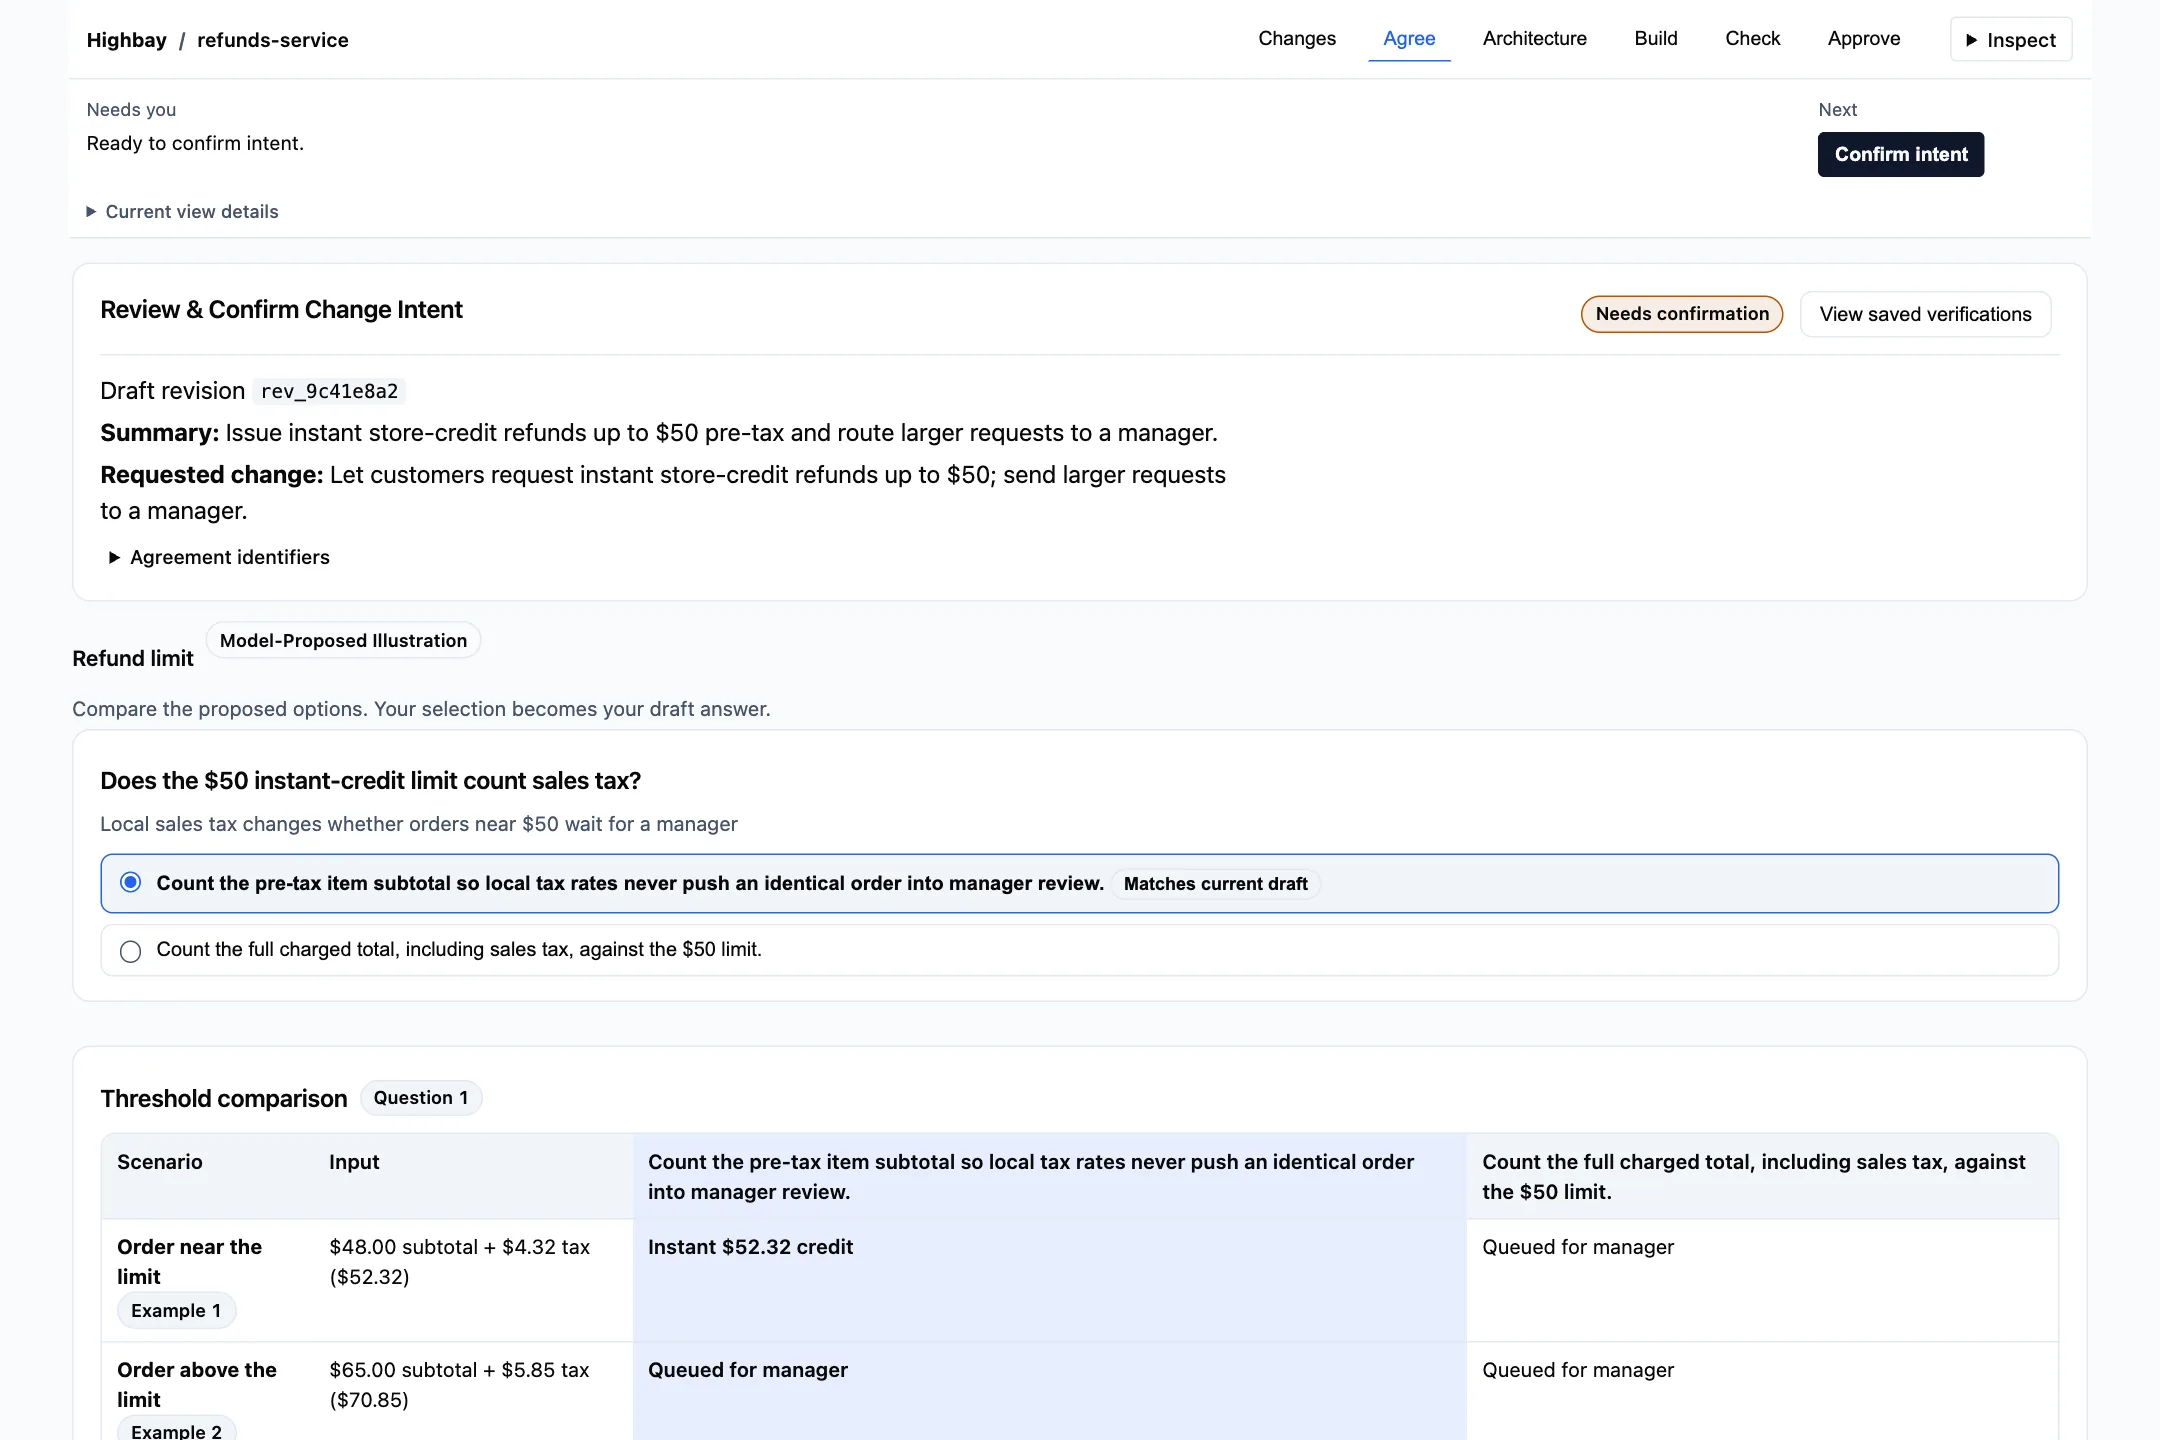 Highbay / refunds-service
Changes Agree Architecture Build Check Approve ▶ Inspect
Needs you
Ready to confirm intent.
Next
Confirm intent
▶ Current view details
Review & Confirm Change Intent
Needs confirmation
View saved verifications
Draft revision rev_9c41e8a2
Summary: Issue instant store-credit refunds up to $50 pre-tax and route larger requests to a manager.
Requested change: Let customers request instant store-credit refunds up to $50; send larger requests
to a manager.
▶ Agreement identifiers
Refund limit Model-Proposed Illustration
Compare the proposed options. Your selection becomes your draft answer.
Does the $50 instant-credit limit count sales tax?
Local sales tax changes whether orders near $50 wait for a manager
Count the pre-tax item subtotal so local tax rates never push an identical order into manager review. Matches current draft
Count the full charged total, including sales tax, against the $50 limit.
Threshold comparison Question 1
Scenario
Input
Count the pre-tax item subtotal so local tax rates never push an identical order
into manager review.
Count the full charged total, including sales tax, against
the $50 limit.
Order near the
limit
Example 1
$48.00 subtotal + $4.32 tax
($52.32)
Instant $52.32 credit
Queued for manager
Order above the
limit
Example 2
$65.00 subtotal + $5.85 tax
($70.85)
Queued for manager
Queued for manager